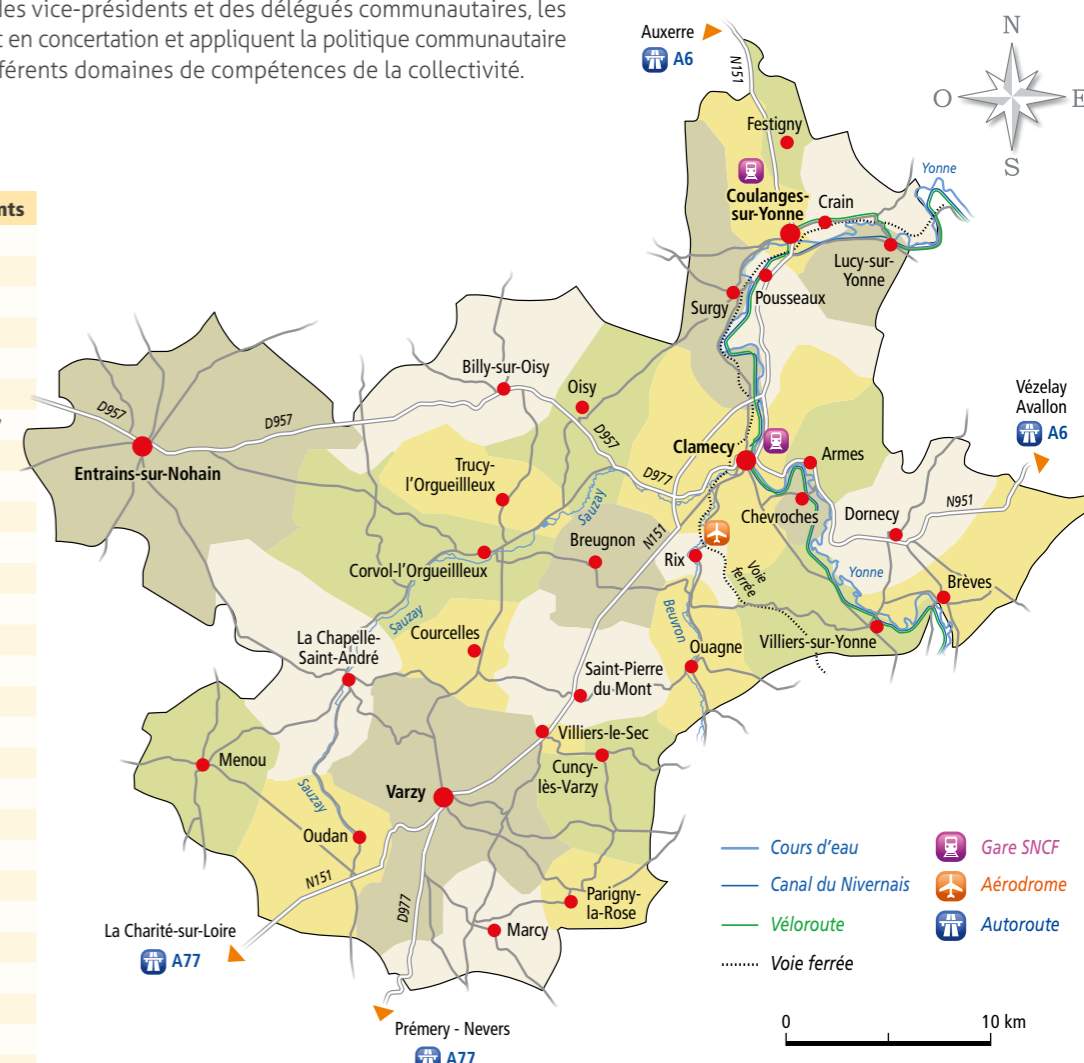 des vice-présidents et des délégués communautaires, les
t en concertation et appliquent la politique communautaire
fférents domaines de compétences de la collectivité.
nts
N
O
E
S
Auxerre
A6
N151
Festigny
Coulanges-
sur-Yonne
Crain
Yonne
Lucy-sur-
Yonne
Surgy
Pousseaux
Billy-sur-Oisy
Oisy
D957
D957
D957
Entrains-sur-Nohain
Vézelay
Avallon
A6
Clamecy
D977
Armes
Trucy-
l'Orgueillleux
Sauzay
Chevroches
Dornecy
N951
Breugnon
N151
Rix
Voie
ferrée
Yonne
Corvol-l'Orgueillleux
Brèves
Beuvron
Sauzay
Courcelles
La Chapelle-
Saint-André
Villiers-sur-Yonne
Ouagne
Saint-Pierre
du Mont
Villiers-le-Sec
Menou
Cuncy-
lès-Varzy
Varzy
Sauzay
Oudan
N151
D977
Parigny-
la-Rose
Marcy
La Charité-sur-Loire
A77
Prémery - Nevers
A77
Cours d'eau
Canal du Nivernais
Véloroute
Voie ferrée
Gare SNCF
Aérodrome
Autoroute
0
10 km